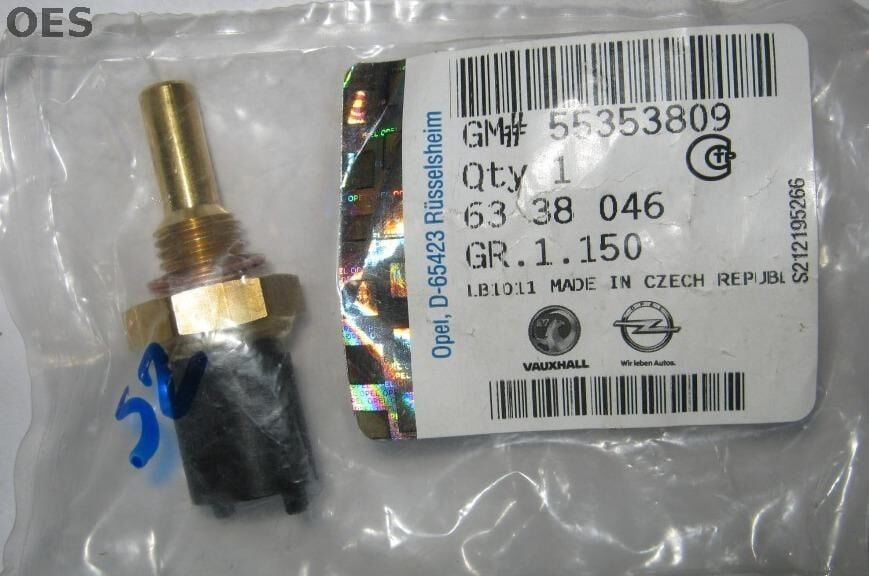 OES
Opel, D-65423 Rüsselsheim
GM# 55353809
Qty 1
63 38 046
GR.1.150
LB1011 MADE IN CZECH REPUBL
S212195266
VAUXHALL
OPEL
Wir leben Autos.
52